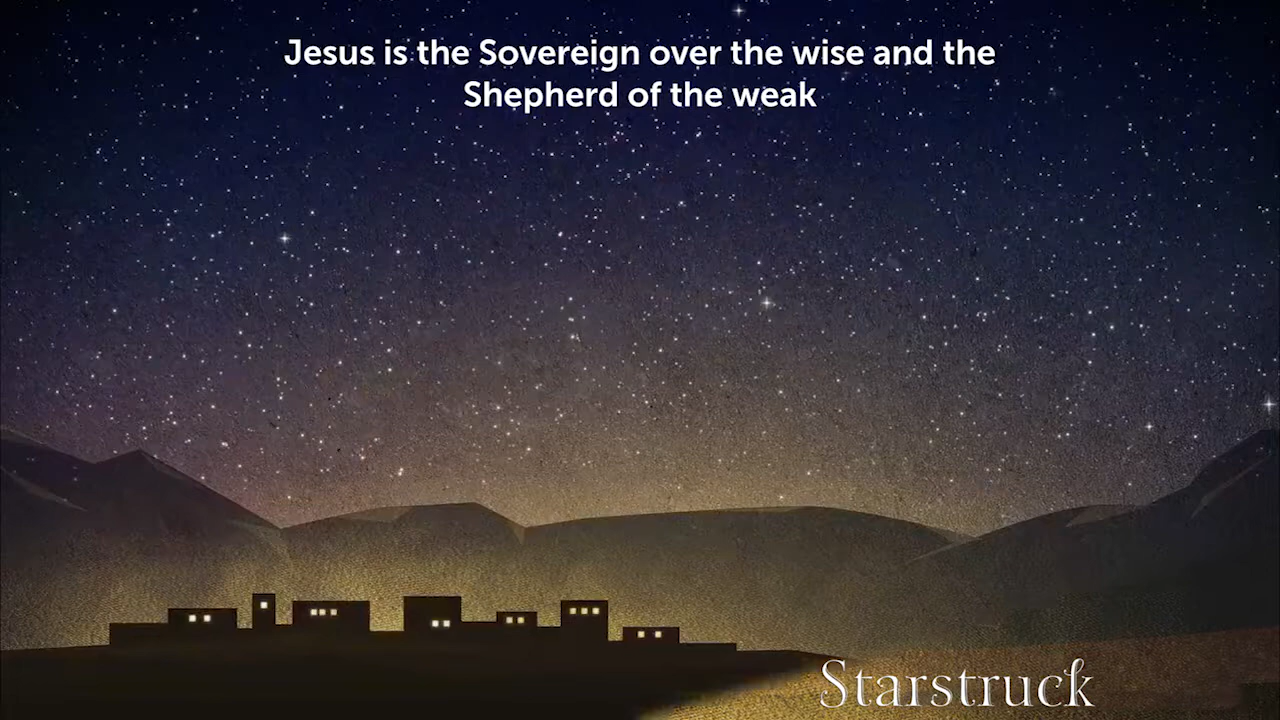 Jesus is the Sovereign over the wise and the
Shepherd of the weak
Starstruck